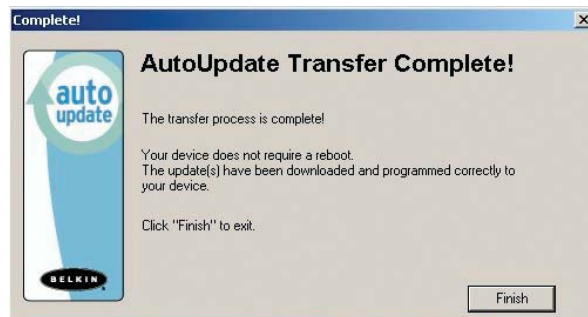 Complete!
auto
update
AutoUpdate Transfer Complete!
The transfer process is complete!
Your device does not require a reboot.
The update(s) have been downloaded and programmed correctly to
your device.
Click "Finish" to exit.
BELKIN
Finish